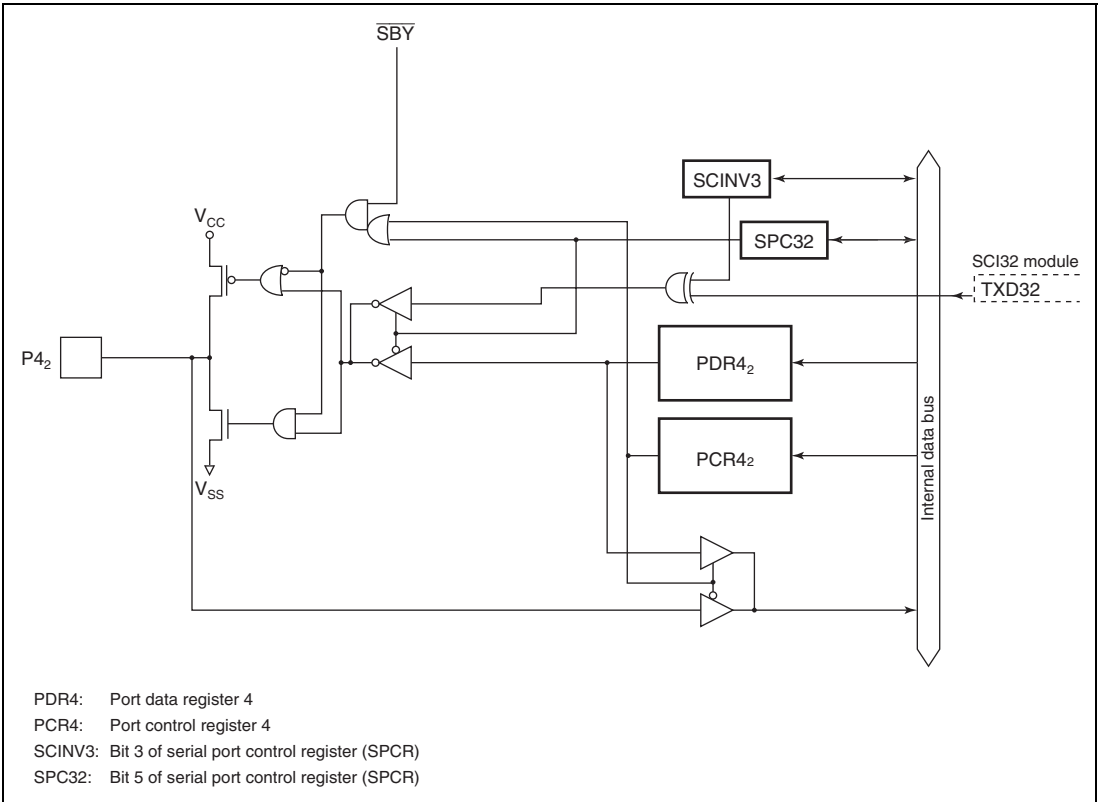 SBY
SCINV3
V_CC
SPC32
SCI32 module
TXD32
P4₂
PDR4₂
PCR4₂
Internal data bus
V_SS
PDR4: Port data register 4
PCR4: Port control register 4
SCINV3: Bit 3 of serial port control register (SPCR)
SPC32: Bit 5 of serial port control register (SPCR)